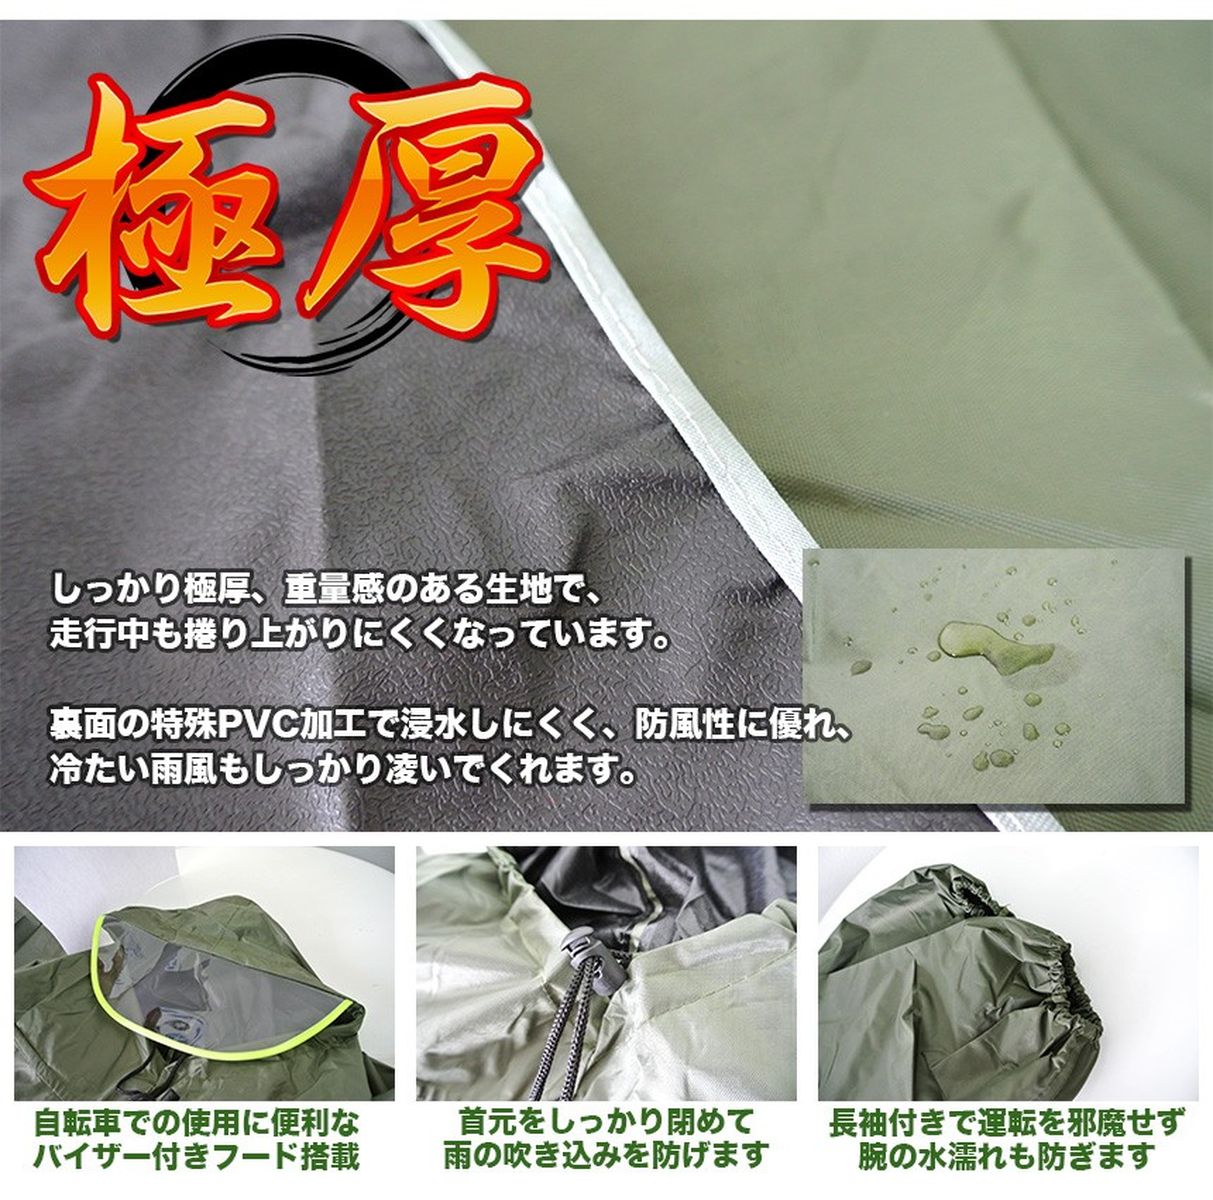 極厚
しっかり極厚、重量感のある生地で、
走行中も捲り上がりにくくなっています。
裏面の特殊PVC加工で浸水しにくく、防風性に優れ、
冷たい雨風もしっかり凌いでくれます。
自転車での使用に便利な
バイザー付きフード搭載
首元をしっかり閉めて
雨の吹き込みを防げます
長袖付きで運転を邪魔せず
腕の水濡れも防ぎます